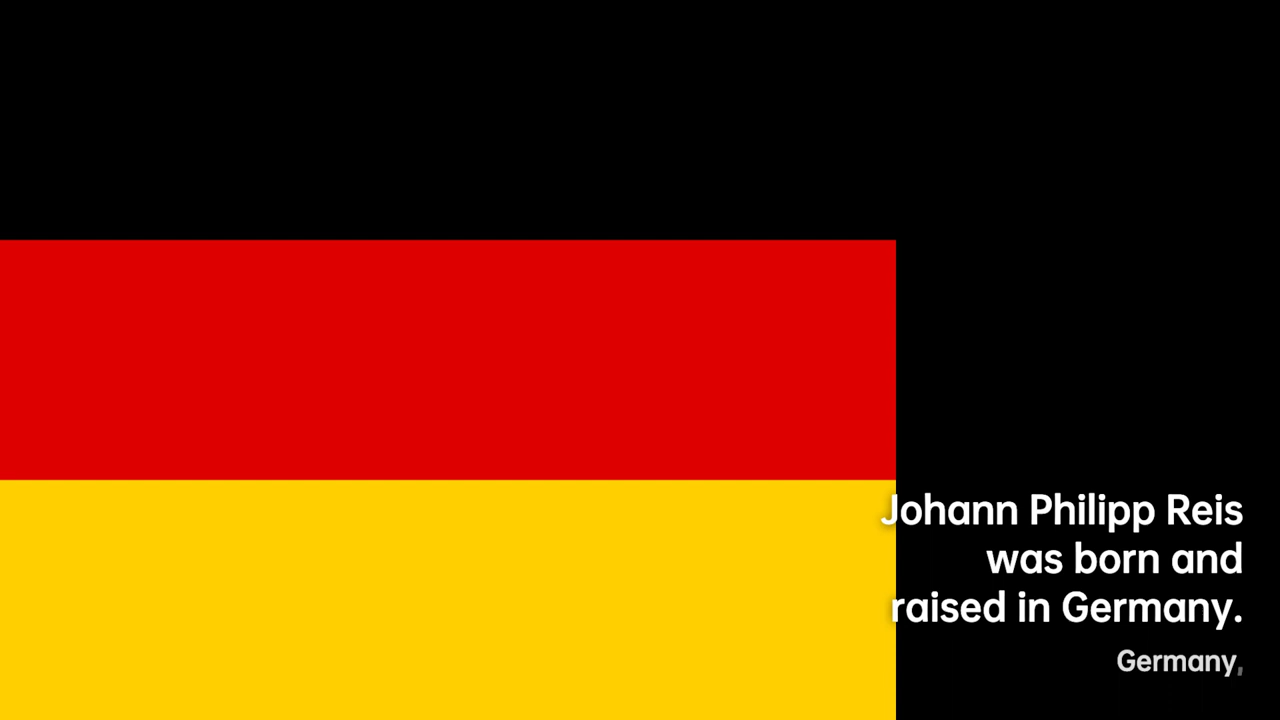 Johann Philipp Reis
was born and
raised in Germany.
Germany,